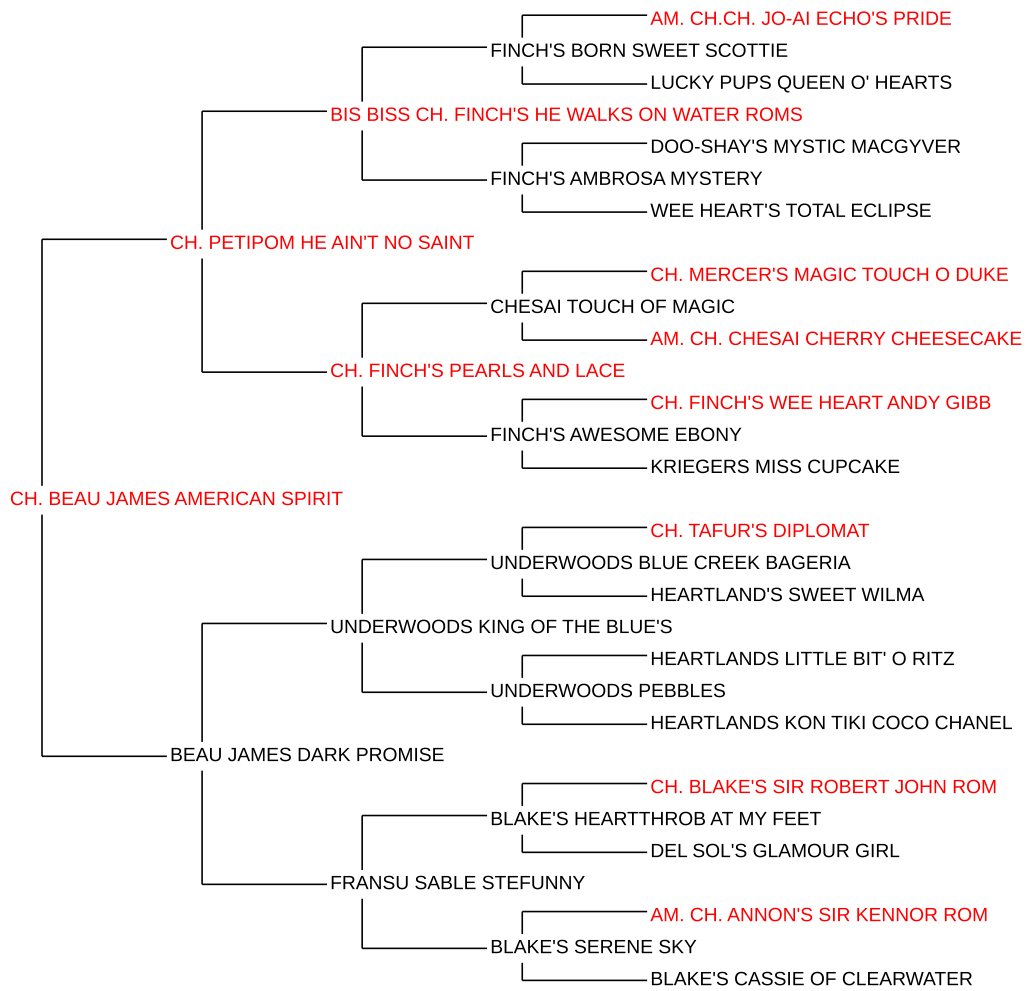 AM. CH.CH. JO-AI ECHO'S PRIDE
FINCH'S BORN SWEET SCOTTIE
LUCKY PUPS QUEEN O' HEARTS
BIS BISS CH. FINCH'S HE WALKS ON WATER ROMS
DOO-SHAY'S MYSTIC MACGYVER
FINCH'S AMBROSA MYSTERY
WEE HEART'S TOTAL ECLIPSE
CH. PETIPOM HE AIN'T NO SAINT
CH. MERCER'S MAGIC TOUCH O DUKE
CHESAI TOUCH OF MAGIC
AM. CH. CHESAI CHERRY CHEESECAKE
CH. FINCH'S PEARLS AND LACE
CH. FINCH'S WEE HEART ANDY GIBB
FINCH'S AWESOME EBONY
KRIEGERS MISS CUPCAKE
CH. BEAU JAMES AMERICAN SPIRIT
CH. TAFUR'S DIPLOMAT
UNDERWOODS BLUE CREEK BAGERIA
HEARTLAND'S SWEET WILMA
UNDERWOODS KING OF THE BLUE'S
HEARTLANDS LITTLE BIT' O RITZ
UNDERWOODS PEBBLES
HEARTLANDS KON TIKI COCO CHANEL
BEAU JAMES DARK PROMISE
CH. BLAKE'S SIR ROBERT JOHN ROM
BLAKE'S HEARTTHROB AT MY FEET
DEL SOL'S GLAMOUR GIRL
FRANSU SABLE STEFUNNY
AM. CH. ANNON'S SIR KENNOR ROM
BLAKE'S SERENE SKY
BLAKE'S CASSIE OF CLEARWATER